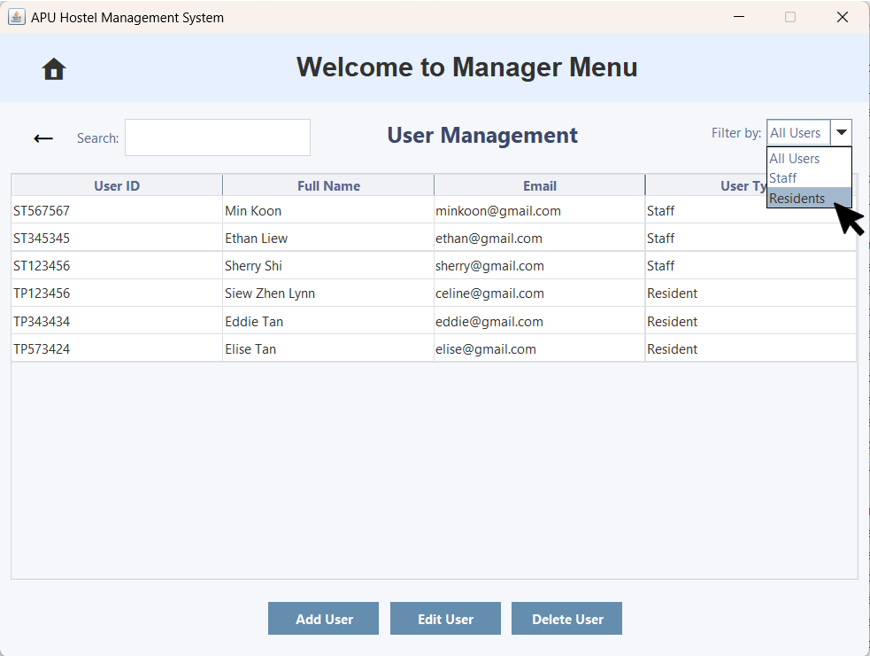 APU Hostel Management System
Welcome to Manager Menu
Search:
User Management
Filter by: All Users
All Users
Staff
Residents
User ID Full Name Email User Ty
ST567567 Min Koon minkoon@gmail.com Staff
ST345345 Ethan Liew ethan@gmail.com Staff
ST123456 Sherry Shi sherry@gmail.com Staff
TP123456 Siew Zhen Lynn celine@gmail.com Resident
TP343434 Eddie Tan eddie@gmail.com Resident
TP573424 Elise Tan elise@gmail.com Resident
Add User Edit User Delete User